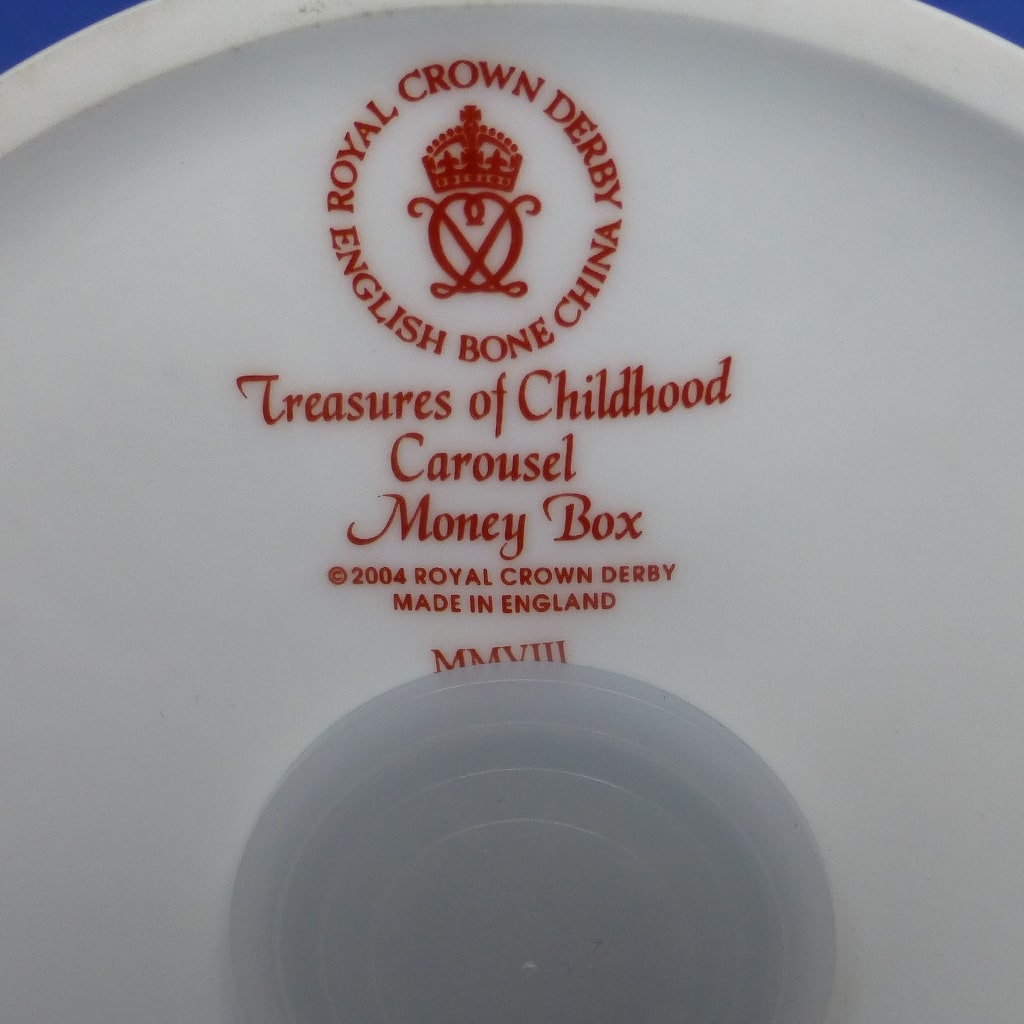 ROYAL CROWN DERBY
ENGLISH BONE CHINA
Treasures of Childhood
Carousel
Money Box
©2004 ROYAL CROWN DERBY
MADE IN ENGLAND
MMVIII